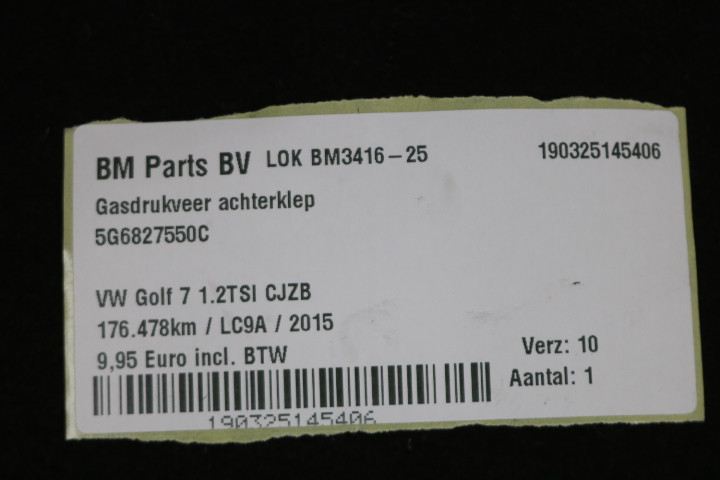 BM Parts BV LOK BM3416-25 190325145406
Gasdrukveer achterklep
5G6827550C
VW Golf 7 1.2TSI CJZB
176.478km / LC9A / 2015
9,95 Euro incl. BTW
Verz: 10
Aantal: 1
190325145406